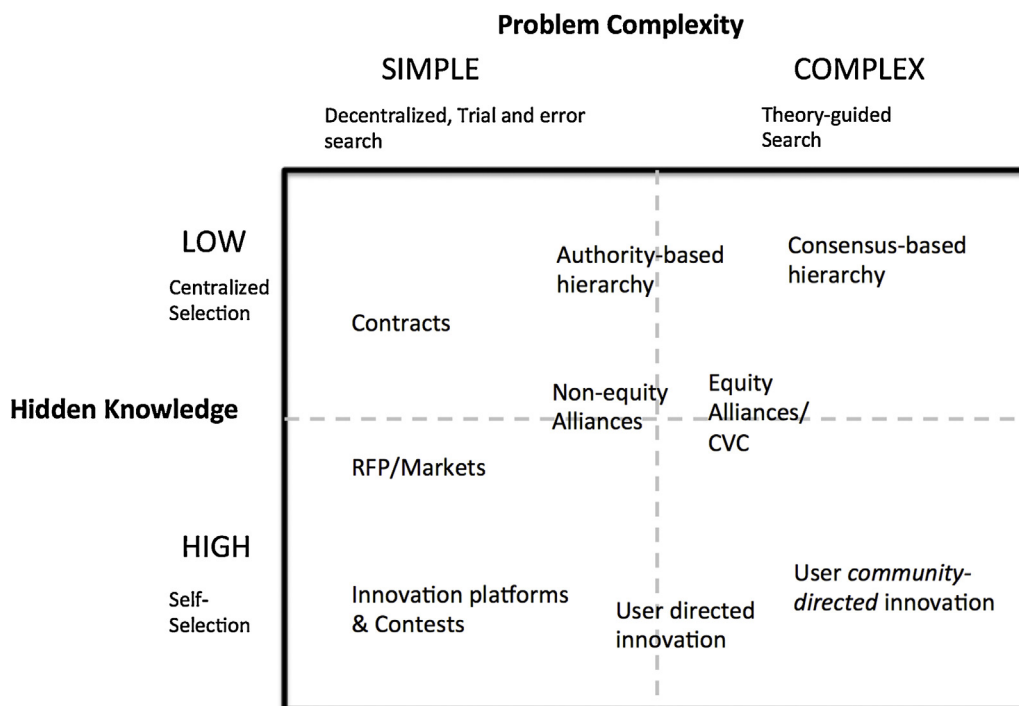 Problem Complexity
SIMPLE
COMPLEX
Decentralized, Trial and error
search
Theory-guided
Search
LOW
Centralized
Selection
Authority-based
hierarchy
Consensus-based
hierarchy
Contracts
Hidden Knowledge
Non-equity
Alliances
Equity
Alliances/
CVC
RFP/Markets
HIGH
Self-
Selection
Innovation platforms
& Contests
User directed
innovation
User community-
directed innovation